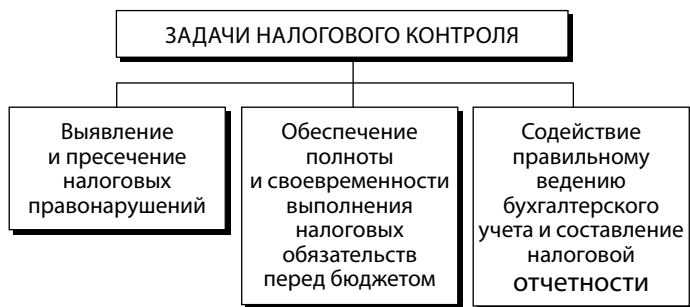 ЗАДАЧИ НАЛОГОВОГО КОНТРОЛЯ
Выявление
и пресечение
налоговых
правонарушений
Обеспечение
полноты
и своевременности
выполнения
налоговых
обязательств
перед бюджетом
Содействие
правильному
ведению
бухгалтерского
учета и составление
налоговой
отчетности